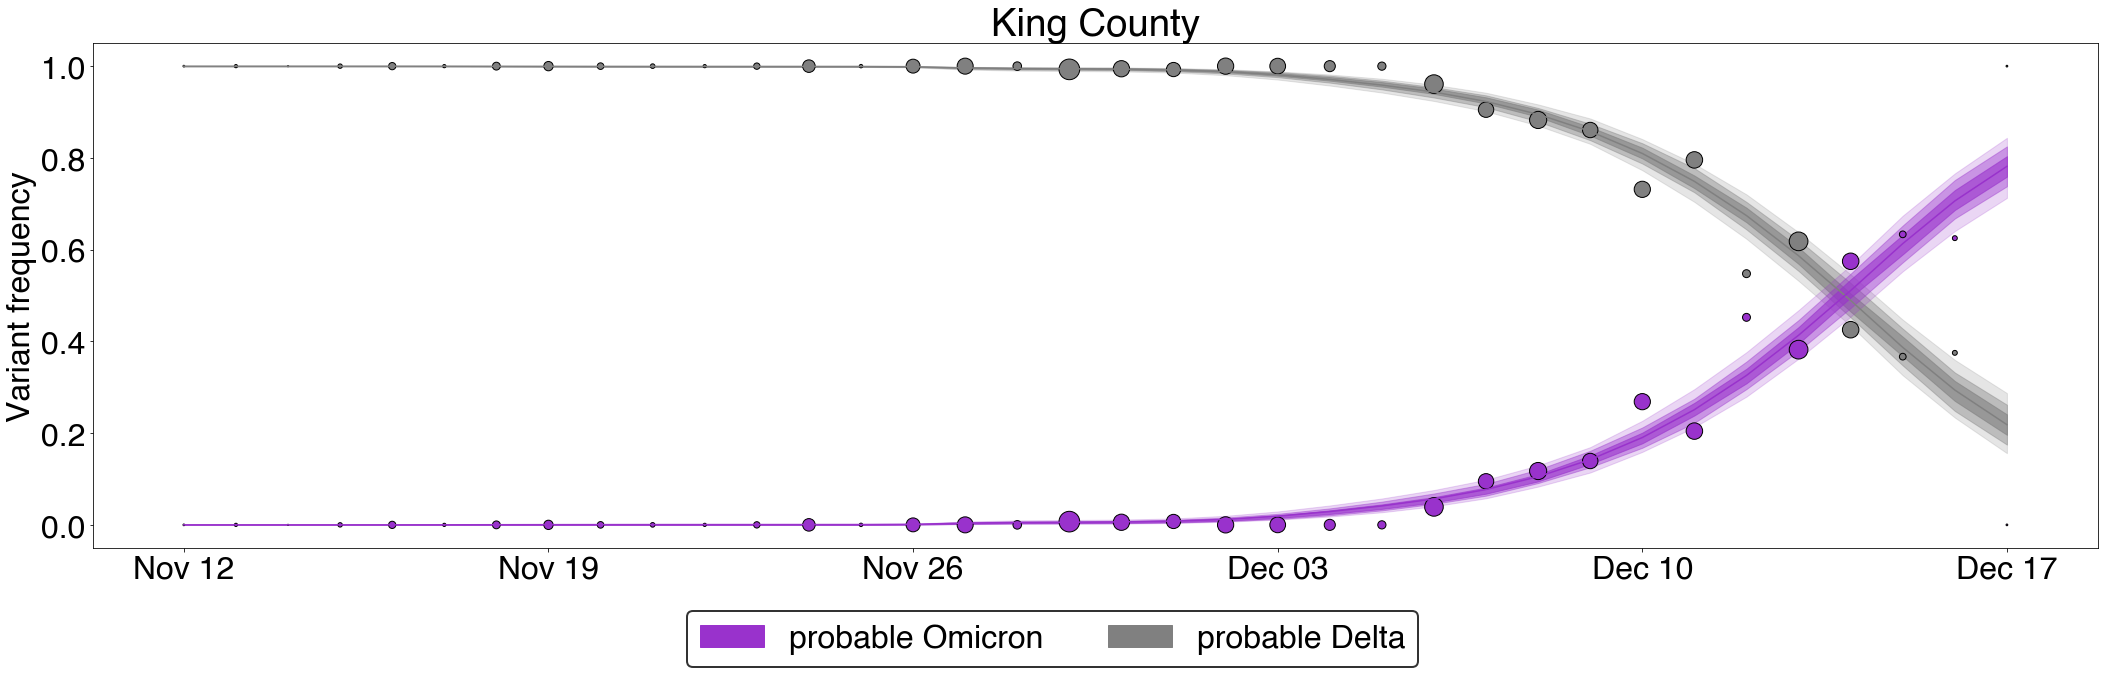 King County
Variant frequency
1.0
0.8
0.6
0.4
0.2
0.0
Nov 12 Nov 19 Nov 26 Dec 03 Dec 10 Dec 17
probable Omicron probable Delta